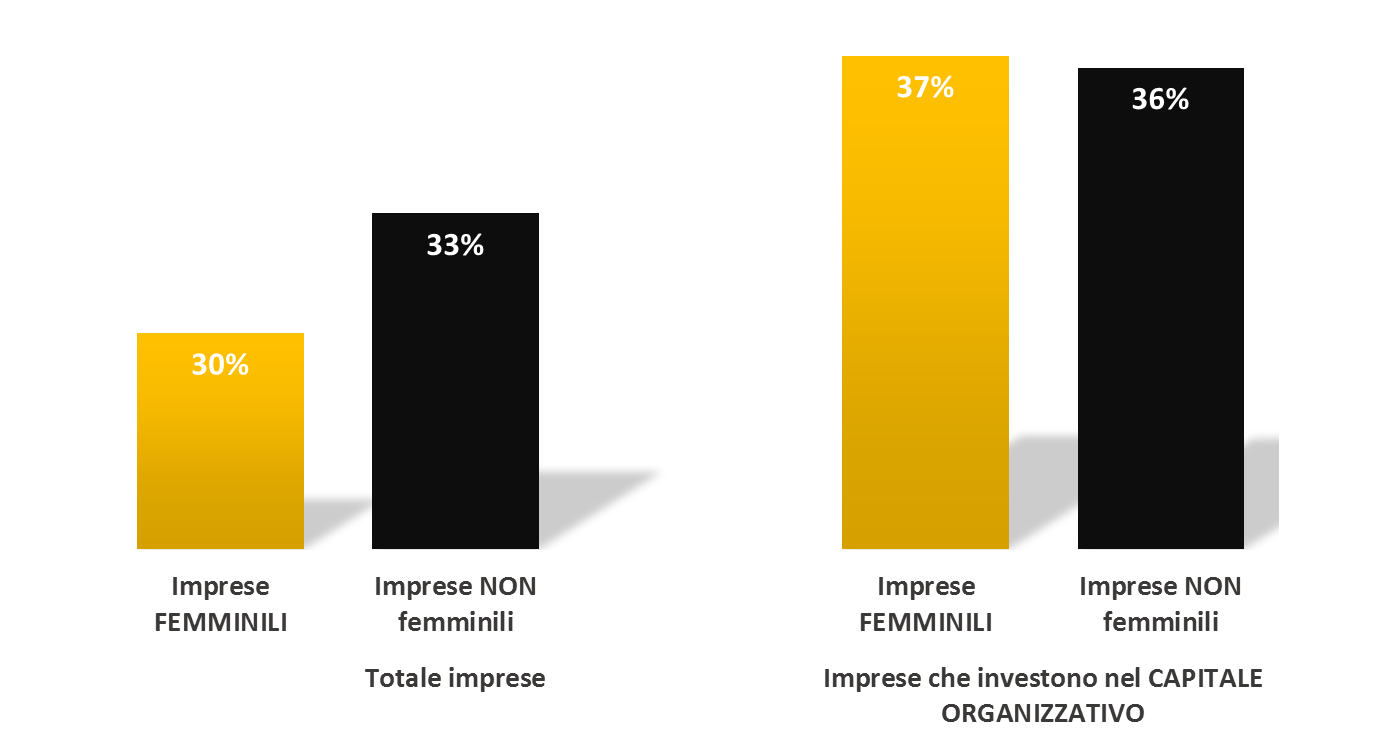 37%
36%
33%
30%
Imprese
FEMMINILI
Imprese NON
femminili
Imprese
FEMMINILI
Imprese NON
femminili
Totale imprese
Imprese che investono nel CAPITALE
ORGANIZZATIVO